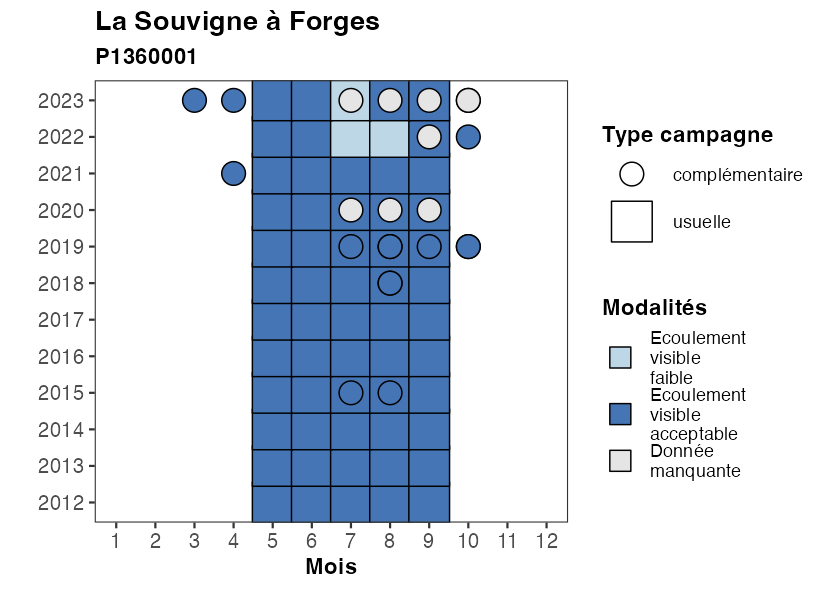 La Souvigne à Forges
P1360001
2023
2022
2021
2020
2019
2018
2017
2016
2015
2014
2013
2012
1 2 3 4 5 6 7 8 9 10 11 12
Mois
Type campagne
complémentaire
usuelle
Modalités
Ecoulement
visible
faible
Ecoulement
visible
acceptable
Donnée
manquante